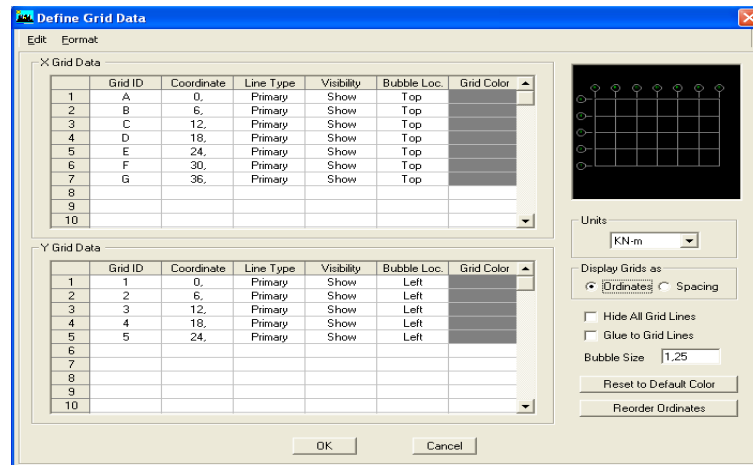 Define Grid Data
Edit Format
X Grid Data
Grid ID Coordinate Line Type Visibility Bubble Loc. Grid Color
1 A 0, Primary Show Top
2 B 6, Primary Show Top
3 C 12, Primary Show Top
4 D 18, Primary Show Top
5 E 24, Primary Show Top
6 F 30, Primary Show Top
7 G 36, Primary Show Top
8
9
10
Y Grid Data
Grid ID Coordinate Line Type Visibility Bubble Loc. Grid Color
1 1 0, Primary Show Left
2 2 6, Primary Show Left
3 3 12, Primary Show Left
4 4 18, Primary Show Left
5 5 24, Primary Show Left
6
7
8
9
10
Units
KN-m
Display Grids as
Ordinates Spacing
Hide All Grid Lines
Glue to Grid Lines
Bubble Size 1,25
Reset to Default Color
Reorder Ordinates
OK Cancel